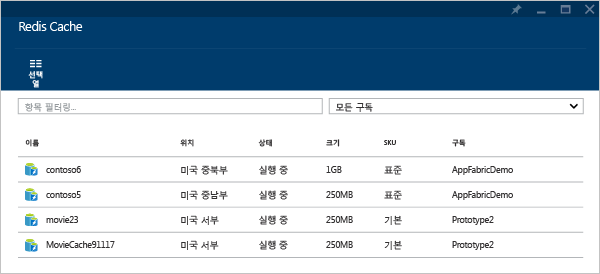 Redis Cache
선택
열
항목 필터링...
모든 구독
이름 위치 상태 크기 SKU 구독
contoso6 미국 중북부 실행 중 1GB 표준 AppFabricDemo
contoso5 미국 중남부 실행 중 250MB 표준 AppFabricDemo
movie23 미국 서부 실행 중 250MB 기본 Prototype2
MovieCache91117 미국 서부 실행 중 250MB 기본 Prototype2